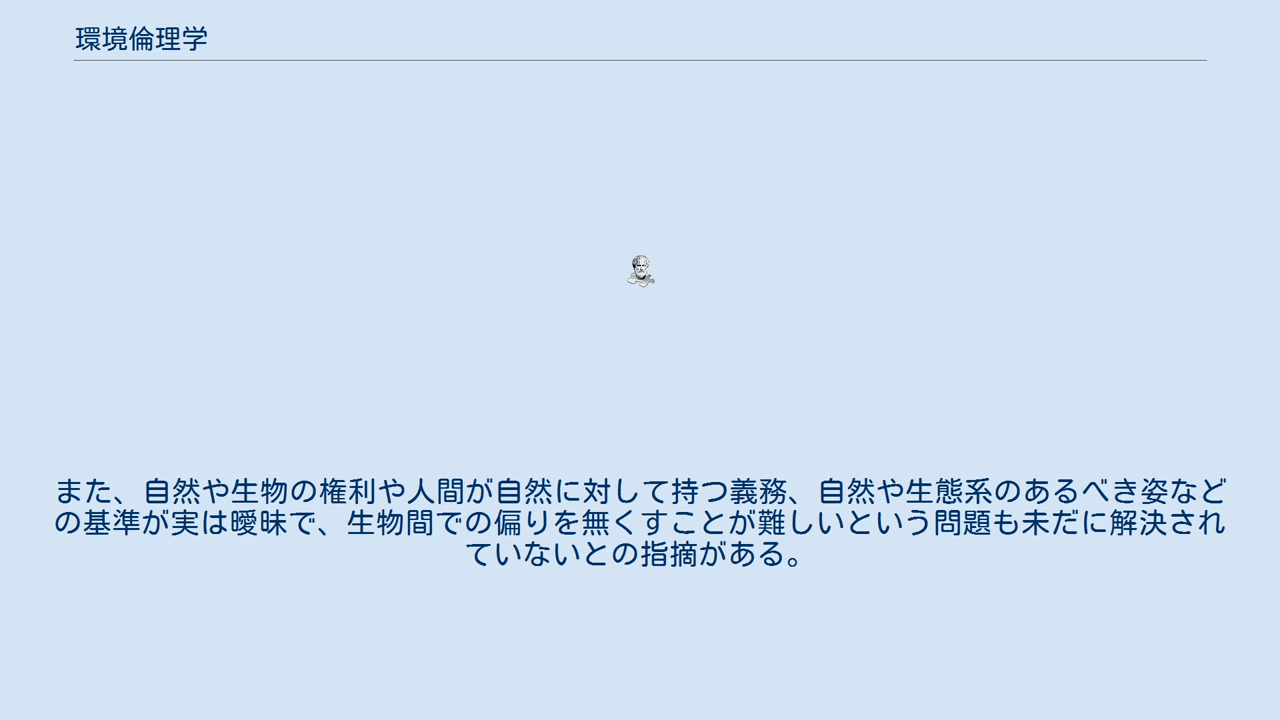 環境倫理学
また、自然や生物の権利や人間が自然に対して持つ義務、自然や生態系のあるべき姿など
の基準が実は曖昧で、生物間での偏りを無くすことが難しいという問題も未だに解決され
ていないとの指摘がある。